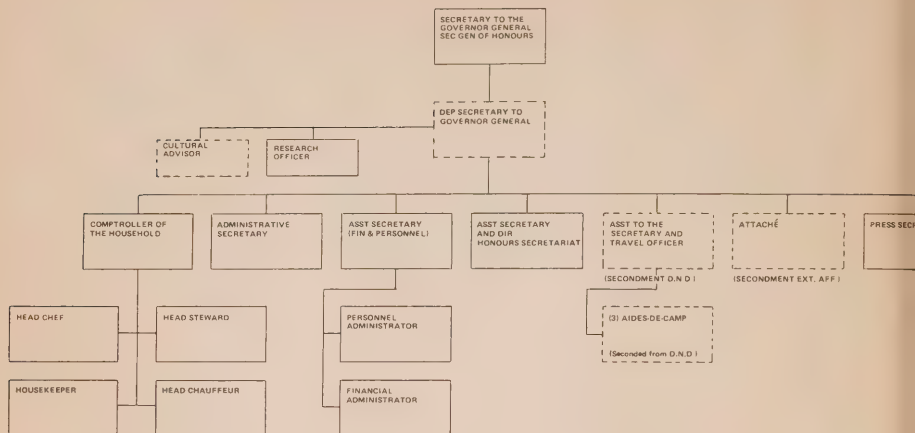 SECRETARY TO THE
GOVERNOR GENERAL
SEC GEN OF HONOURS
DEP SECRETARY TO
GOVERNOR GENERAL
CULTURAL
ADVISOR
RESEARCH
OFFICER
COMPTROLLER OF
THE HOUSEHOLD
ADMINISTRATIVE
SECRETARY
ASST SECRETARY
(FIN & PERSONNEL)
ASST SECRETARY
AND DIR
HONOURS SECRETARIAT
ASST TO THE
SECRETARY AND
TRAVEL OFFICER
(SECONDMENT D.N D)
ATTACHÉ
(SECONDMENT EXT. AFF)
PRESS
HEAD CHEF
HEAD STEWARD
PERSONNEL
ADMINISTRATOR
(3) AIDES-DE-CAMP
(Seconded from D.N.D)
HOUSEKEEPER
HEAD CHAUFFEUR
FINANCIAL
ADMINISTRATOR